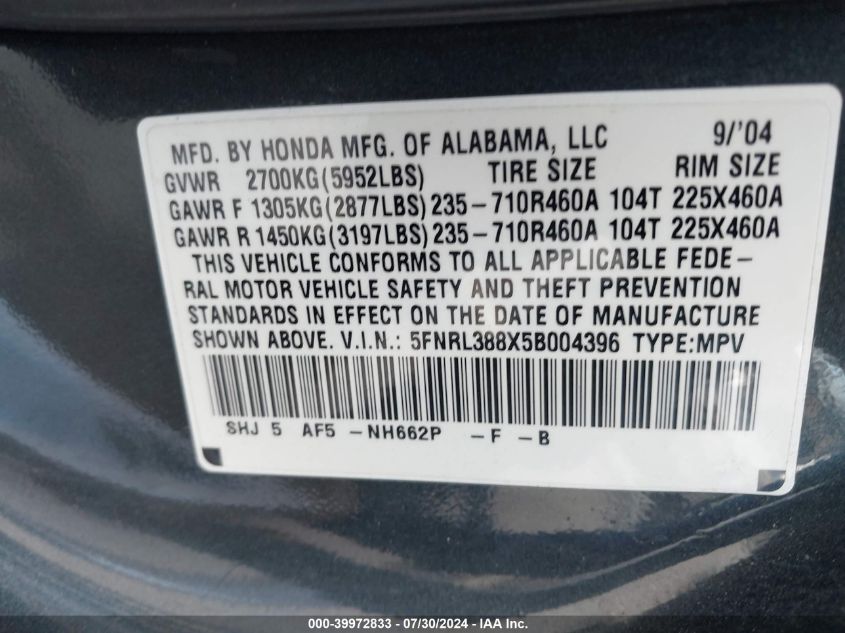 MFD. BY HONDA MFG. OF ALABAMA, LLC 9/'04
GVWR 2700KG(5952LBS) TIRE SIZE RIM SIZE
GAWR F 1305KG(2877LBS) 235-710R460A 104T 225X460A
GAWR R 1450KG(3197LBS) 235-710R460A 104T 225X460A
THIS VEHICLE CONFORMS TO ALL APPLICABLE FEDE-
RAL MOTOR VEHICLE SAFETY AND THEFT PREVENTION
STANDARDS IN EFFECT ON THE DATE OF MANUFACTURE
SHOWN ABOVE. V.I.N.: 5FNRL388X5B004396 TYPE:MPV
SHJ 5 AF5 -NH662P -F -B
000-39972833 / 07/30/2024 - IAA Inc.